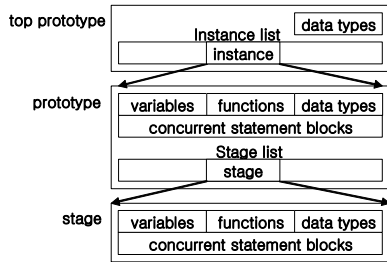 top prototype
data types
Instance list
instance
prototype
variables functions data types
concurrent statement blocks
Stage list
stage
stage
variables functions data types
concurrent statement blocks